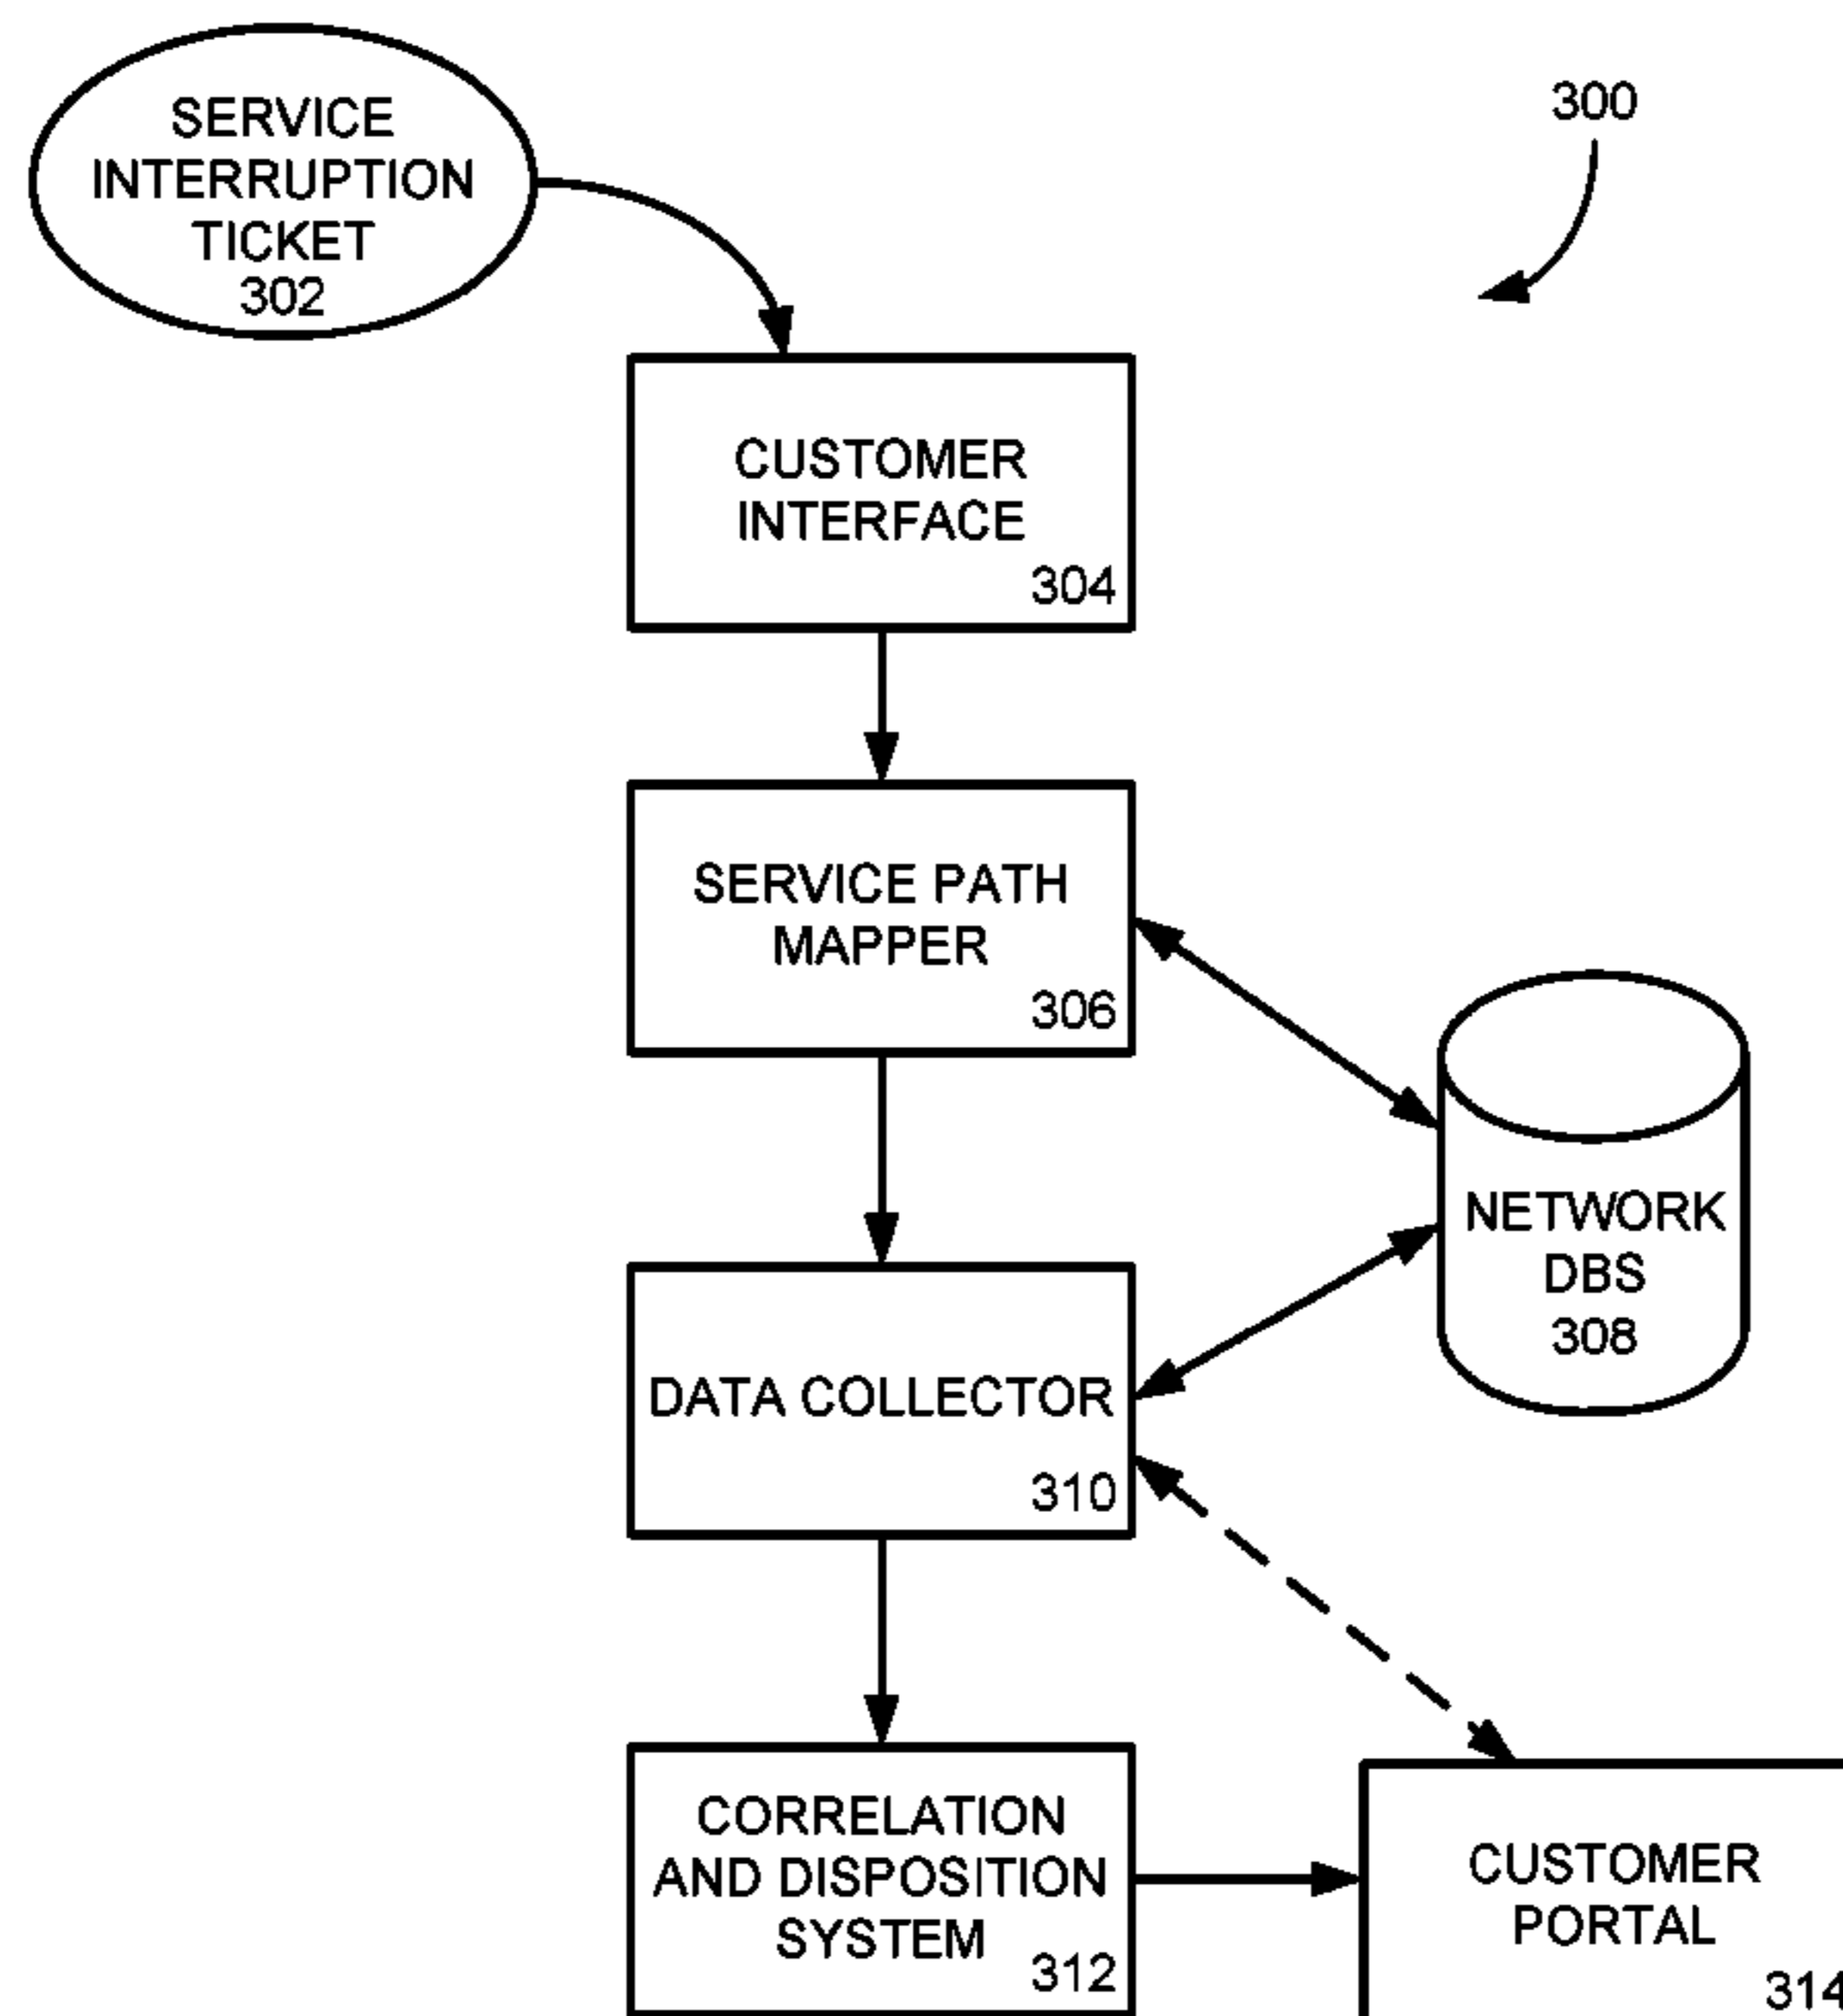 SERVICE
INTERRUPTION
TICKET
302
300
CUSTOMER
INTERFACE
304
SERVICE PATH
MAPPER
306
NETWORK
DBS
308
DATA COLLECTOR
310
CORRELATION
AND DISPOSITION
SYSTEM
312
CUSTOMER
PORTAL
314